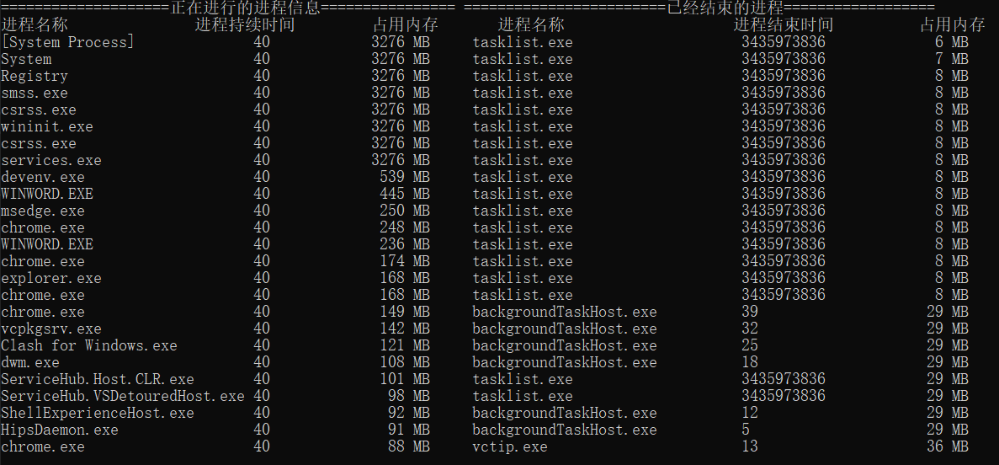 ====================正在进行的进程信息================ ========================已经结束的进程==================
进程名称 进程持续时间 占用内存 进程名称 进程结束时间 占用内存
[System Process] 40 3276 MB tasklist.exe 3435973836 6 MB
System 40 3276 MB tasklist.exe 3435973836 7 MB
Registry 40 3276 MB tasklist.exe 3435973836 8 MB
smss.exe 40 3276 MB tasklist.exe 3435973836 8 MB
csrss.exe 40 3276 MB tasklist.exe 3435973836 8 MB
wininit.exe 40 3276 MB tasklist.exe 3435973836 8 MB
csrss.exe 40 3276 MB tasklist.exe 3435973836 8 MB
services.exe 40 3276 MB tasklist.exe 3435973836 8 MB
devenv.exe 40 539 MB tasklist.exe 3435973836 8 MB
WINWORD.EXE 40 445 MB tasklist.exe 3435973836 8 MB
msedge.exe 40 250 MB tasklist.exe 3435973836 8 MB
chrome.exe 40 248 MB tasklist.exe 3435973836 8 MB
WINWORD.EXE 40 236 MB tasklist.exe 3435973836 8 MB
chrome.exe 40 174 MB tasklist.exe 3435973836 8 MB
explorer.exe 40 168 MB tasklist.exe 3435973836 8 MB
chrome.exe 40 168 MB tasklist.exe 3435973836 8 MB
chrome.exe 40 149 MB backgroundTaskHost.exe 39 29 MB
vcpkgsrv.exe 40 142 MB backgroundTaskHost.exe 32 29 MB
Clash for Windows.exe 40 121 MB backgroundTaskHost.exe 25 29 MB
dwm.exe 40 108 MB backgroundTaskHost.exe 18 29 MB
ServiceHub.Host.CLR.exe 40 101 MB tasklist.exe 3435973836 29 MB
ServiceHub.VSDetouredHost.exe 40 98 MB tasklist.exe 3435973836 29 MB
ShellExperienceHost.exe 40 92 MB backgroundTaskHost.exe 12 29 MB
HipsDaemon.exe 40 91 MB backgroundTaskHost.exe 5 29 MB
chrome.exe 40 88 MB vctip.exe 13 36 MB